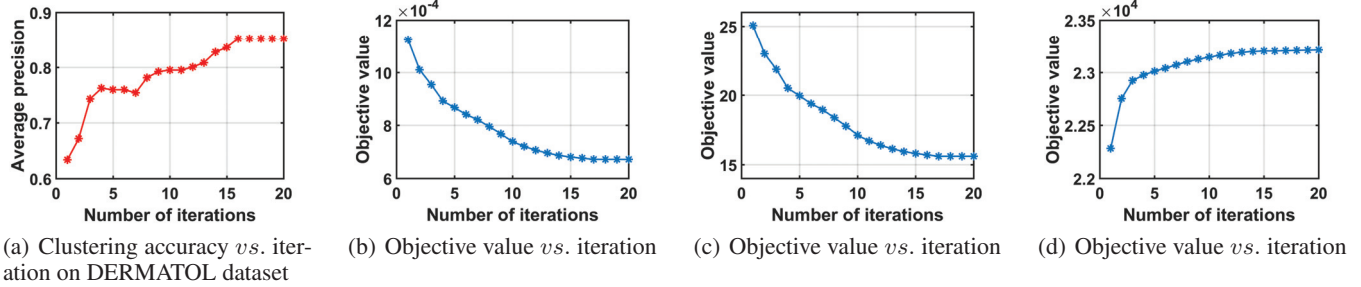 0.9
0.8
0.7
0.6
0 5 10 15 20
Average precision
Number of iterations
12 ×10-4
10
8
6
0 5 10 15 20
Objective value
Number of iterations
25
20
15
0 5 10 15 20
Objective value
Number of iterations
2.35 ×104
2.3
2.25
2.2
0 5 10 15 20
Objective value
Number of iterations
(a) Clustering accuracy vs. iter-
ation on DERMATOL dataset
(b) Objective value vs. iteration
(c) Objective value vs. iteration
(d) Objective value vs. iteration